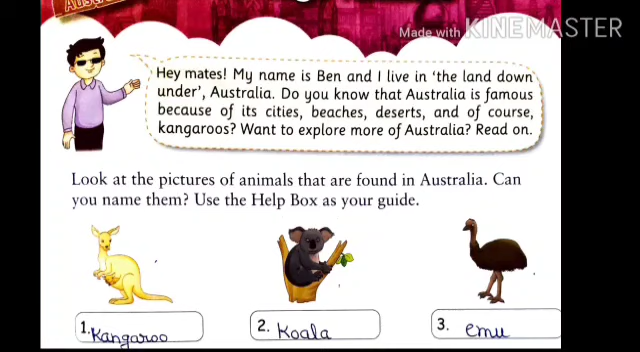 Made with KINEMASTER
Hey mates! My name is Ben and I live in 'the land down
under', Australia. Do you know that Australia is famous
because of its cities, beaches, deserts, and of course,
kangaroos? Want to explore more of Australia? Read on.
Look at the pictures of animals that are found in Australia. Can
you name them? Use the Help Box as your guide.
1. Kangaroo
2. Koala
3. emu